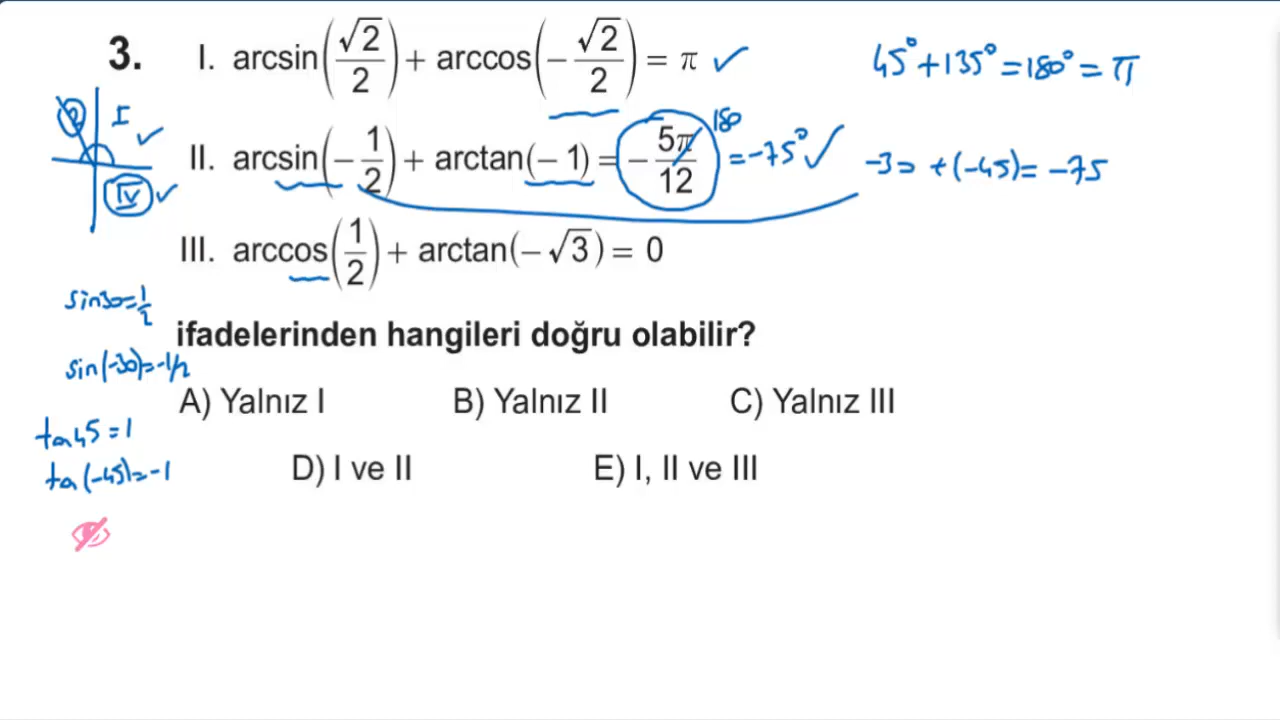 3. I. arcsin(√2/2) + arccos(−√2/2) = π ✓ 45° + 135° = 180° = π
I ✓
II. arcsin(−1/2) + arctan(−1) = −5π/12 180 = -75° ✓ -30 + (-45) = -75
IV ✓
III. arccos(1/2) + arctan(−√3) = 0
sin30 = 1/2
ifadelerinden hangileri doğru olabilir?
sin(-30) = -1/2
A) Yalnız I B) Yalnız II C) Yalnız III
tan45 = 1
D) I ve II E) I, II ve III
tan(-45) = -1